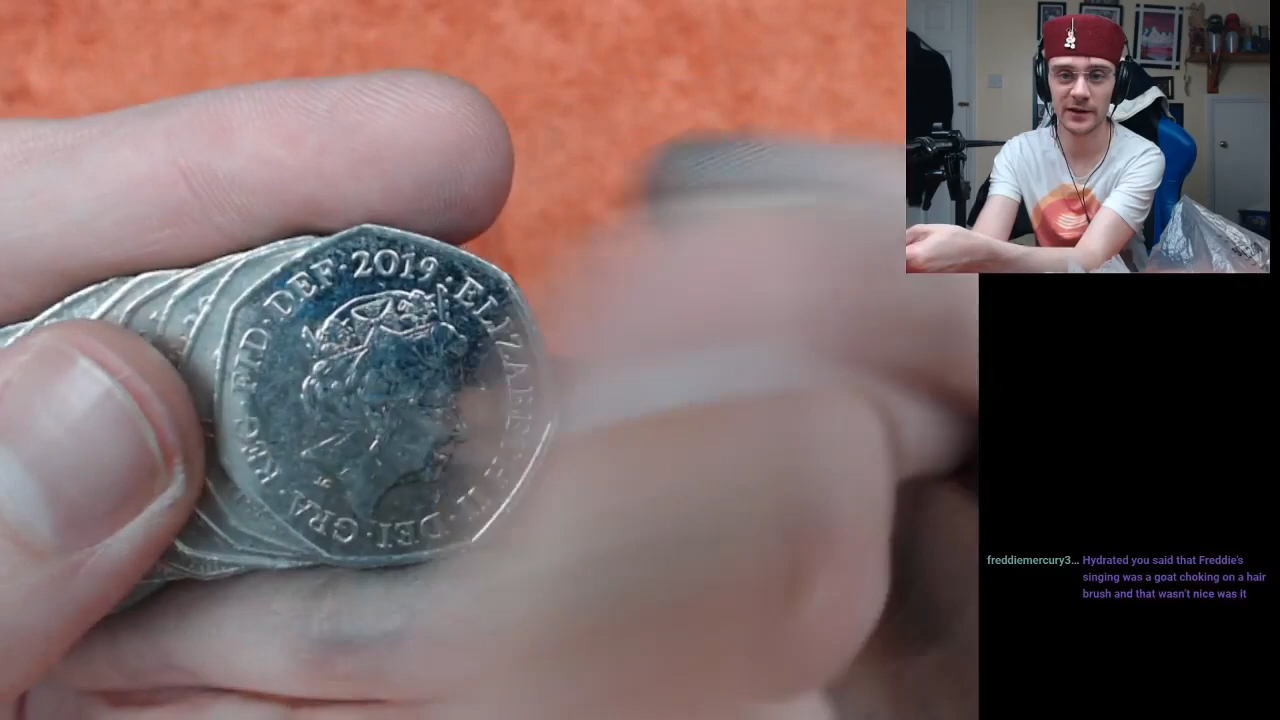 REG·FID·DEF·2019·ELIZABETH II·DEI·GRA·
freddiemercury3... Hydrated you said that Freddie's
singing was a goat choking on a hair
brush and that wasn't nice was it